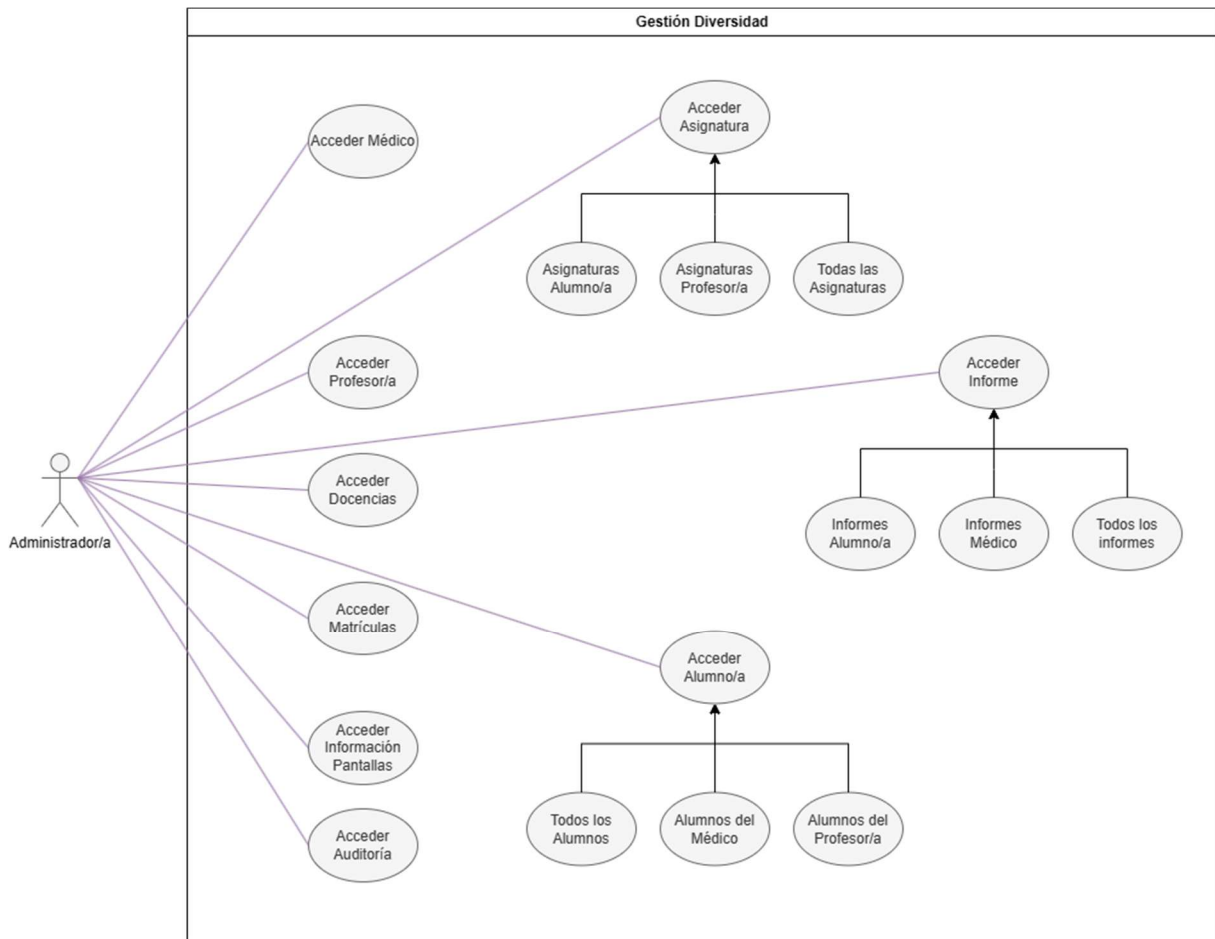 Gestión Diversidad
Acceder Médico
Acceder
Asignatura
Asignaturas
Alumno/a
Asignaturas
Profesor/a
Todas las
Asignaturas
Acceder
Profesor/a
Acceder
Informe
Administrador/a
Acceder
Docencias
Informes
Alumno/a
Informes
Médico
Todos los
informes
Acceder
Matrículas
Acceder
Alumno/a
Acceder
Información
Pantallas
Todos los
Alumnos
Alumnos del
Médico
Alumnos del
Profesor/a
Acceder
Auditoría